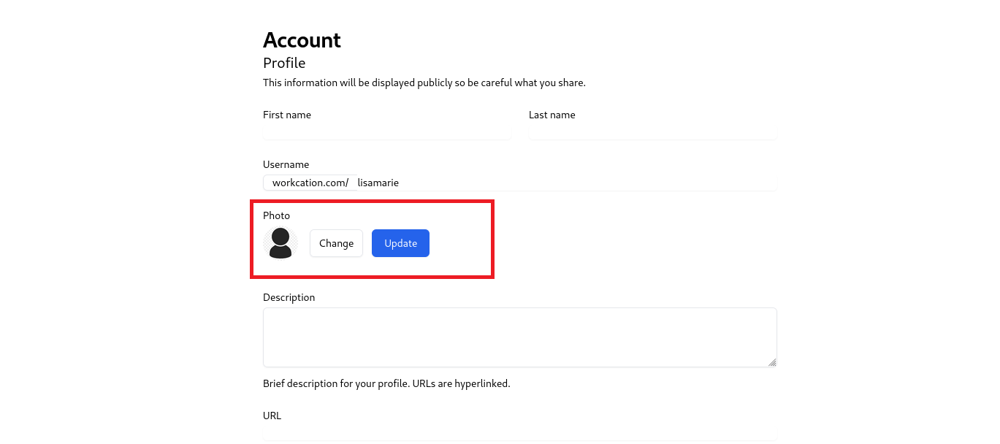 Account
Profile
This information will be displayed publicly so be careful what you share.
First name Last name
Username
workcation.com/ lisamarie
Photo
Change Update
Description
Brief description for your profile. URLs are hyperlinked.
URL